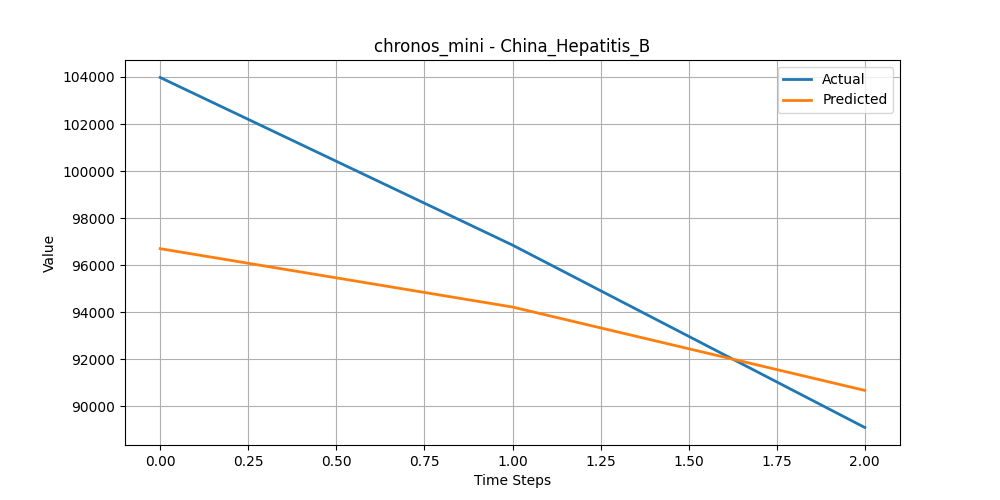 chronos_mini - China_Hepatitis_B
Actual
Predicted
104000
102000
100000
98000
96000
94000
92000
90000
Value
0.00 0.25 0.50 0.75 1.00 1.25 1.50 1.75 2.00
Time Steps